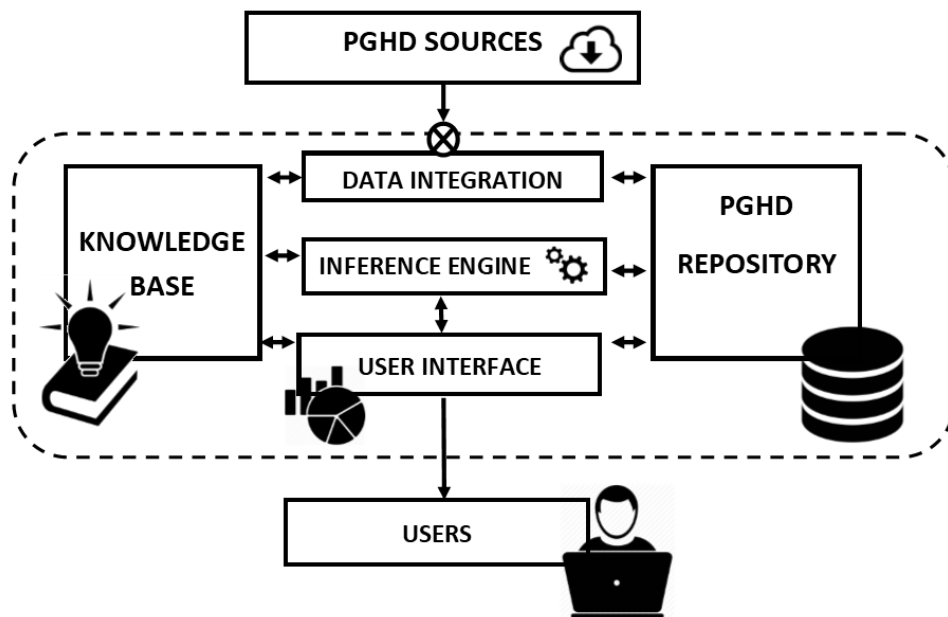 PGHD SOURCES
DATA INTEGRATION
KNOWLEDGE
BASE
PGHD
REPOSITORY
INFERENCE ENGINE
USER INTERFACE
USERS